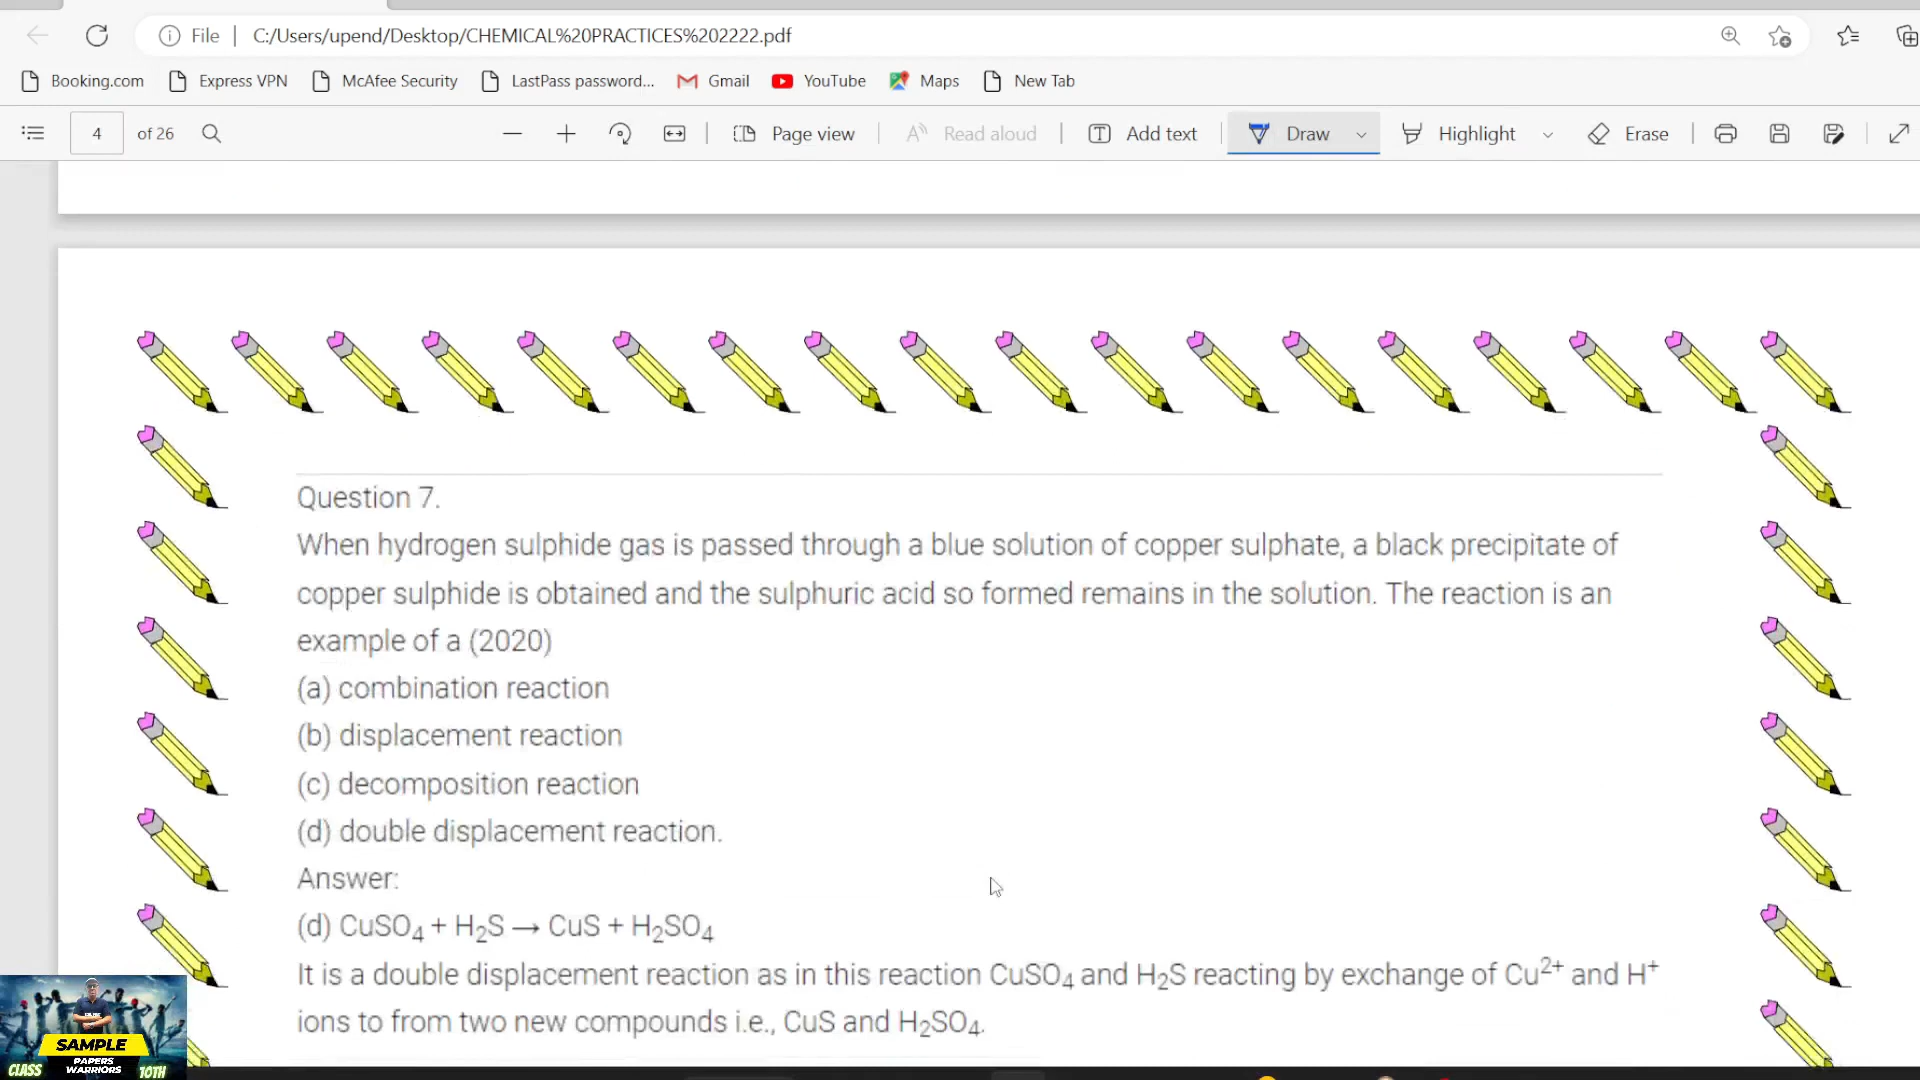 File C:/Users/upend/Desktop/CHEMICAL%20PRACTICES%202222.pdf
Booking.com Express VPN McAfee Security LastPass password... Gmail YouTube Maps New Tab
4 of 26 Page view Read aloud Add text Draw Highlight Erase
Question 7.
When hydrogen sulphide gas is passed through a blue solution of copper sulphate, a black precipitate of
copper sulphide is obtained and the sulphuric acid so formed remains in the solution. The reaction is an
example of a (2020)
(a) combination reaction
(b) displacement reaction
(c) decomposition reaction
(d) double displacement reaction.
Answer:
(d) CuSO₄ + H₂S → CuS + H₂SO₄
It is a double displacement reaction as in this reaction CuSO₄ and H₂S reacting by exchange of Cu²⁺ and H⁺
ions to from two new compounds i.e., CuS and H₂SO₄.
SAMPLE
PAPERS
WARRIORS
CLASS 10TH